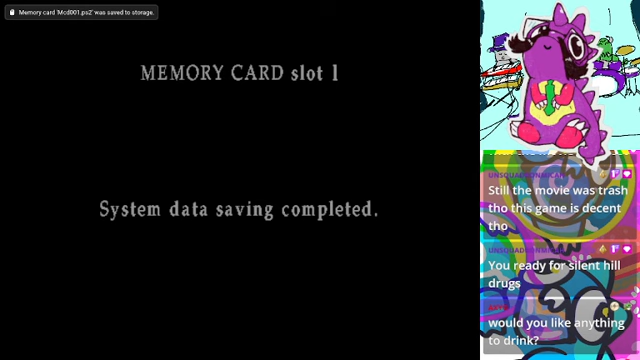 Memory card 'Mcd001.ps2' was saved to storage.
MEMORY CARD slot 1
System data saving completed.
Still the movie was trash
tho this game is decent
tho
You ready for silent hill
drugs
would you like anything
to drink?